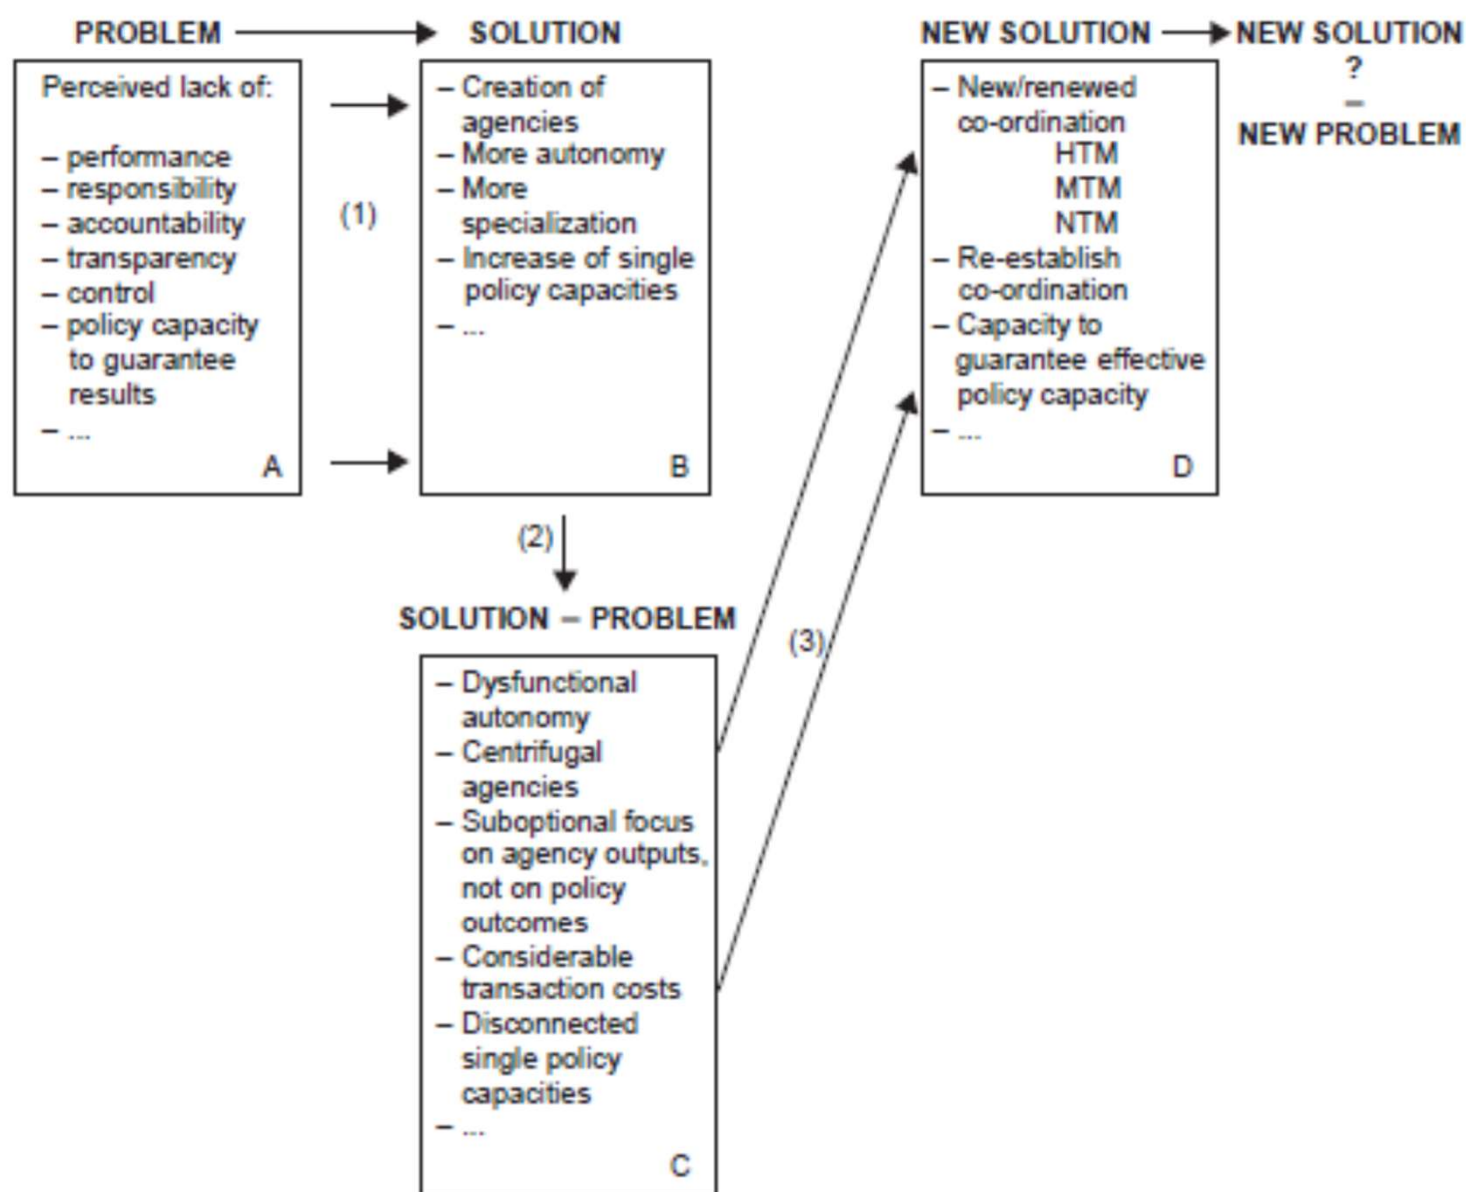 PROBLEM
SOLUTION
Perceived lack of:
– performance
– responsibility
– accountability
– transparency
– control
– policy capacity
to guarantee
results
– ...
A
(1)
– Creation of
agencies
– More autonomy
– More
specialization
– Increase of single
policy capacities
– ...
B
(2)
SOLUTION – PROBLEM
– Dysfunctional
autonomy
– Centrifugal
agencies
– Suboptional focus
on agency outputs,
not on policy
outcomes
– Considerable
transaction costs
– Disconnected
single policy
capacities
– ...
C
(3)
NEW SOLUTION
– New/renewed
co-ordination
HTM
MTM
NTM
– Re-establish
co-ordination
– Capacity to
guarantee effective
policy capacity
– ...
D
NEW SOLUTION
?
–
NEW PROBLEM